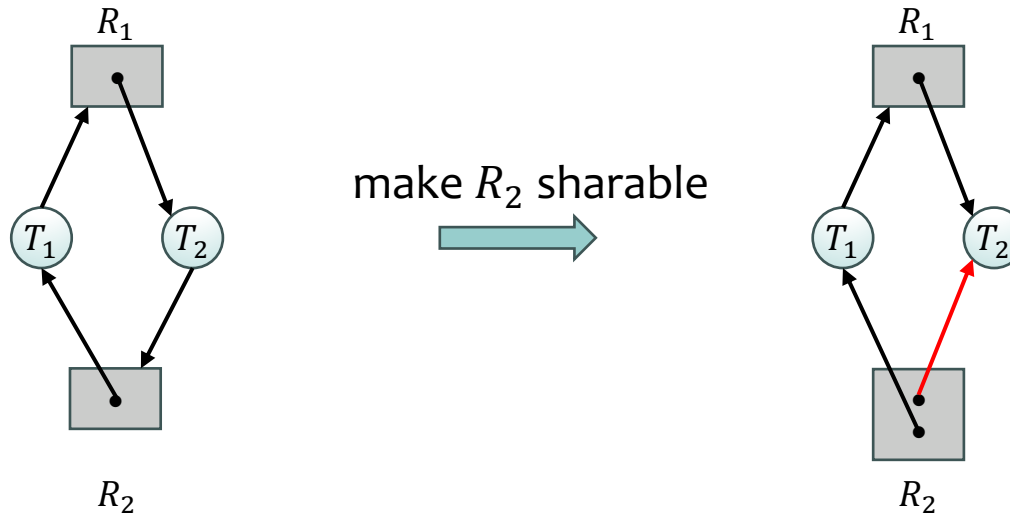 R₁
R₁
make R₂ sharable
T₁
T₂
T₁
T₂
R₂
R₂